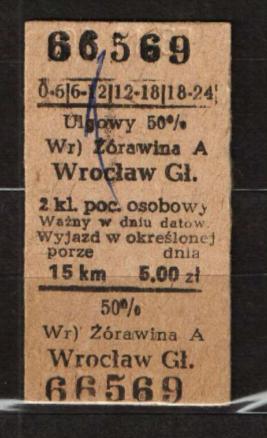 66569
0-6|6-12|12-18|18-24
Ulgowy 50%
Wr) Żórawina A
Wrocław Gł.
2 kl. poc. osobowy
Ważny w dniu datow.
Wyjazd w określonej
porze dnia
15 km 5.00 zł
50%
Wr) Żórawina A
Wrocław Gł.
66569